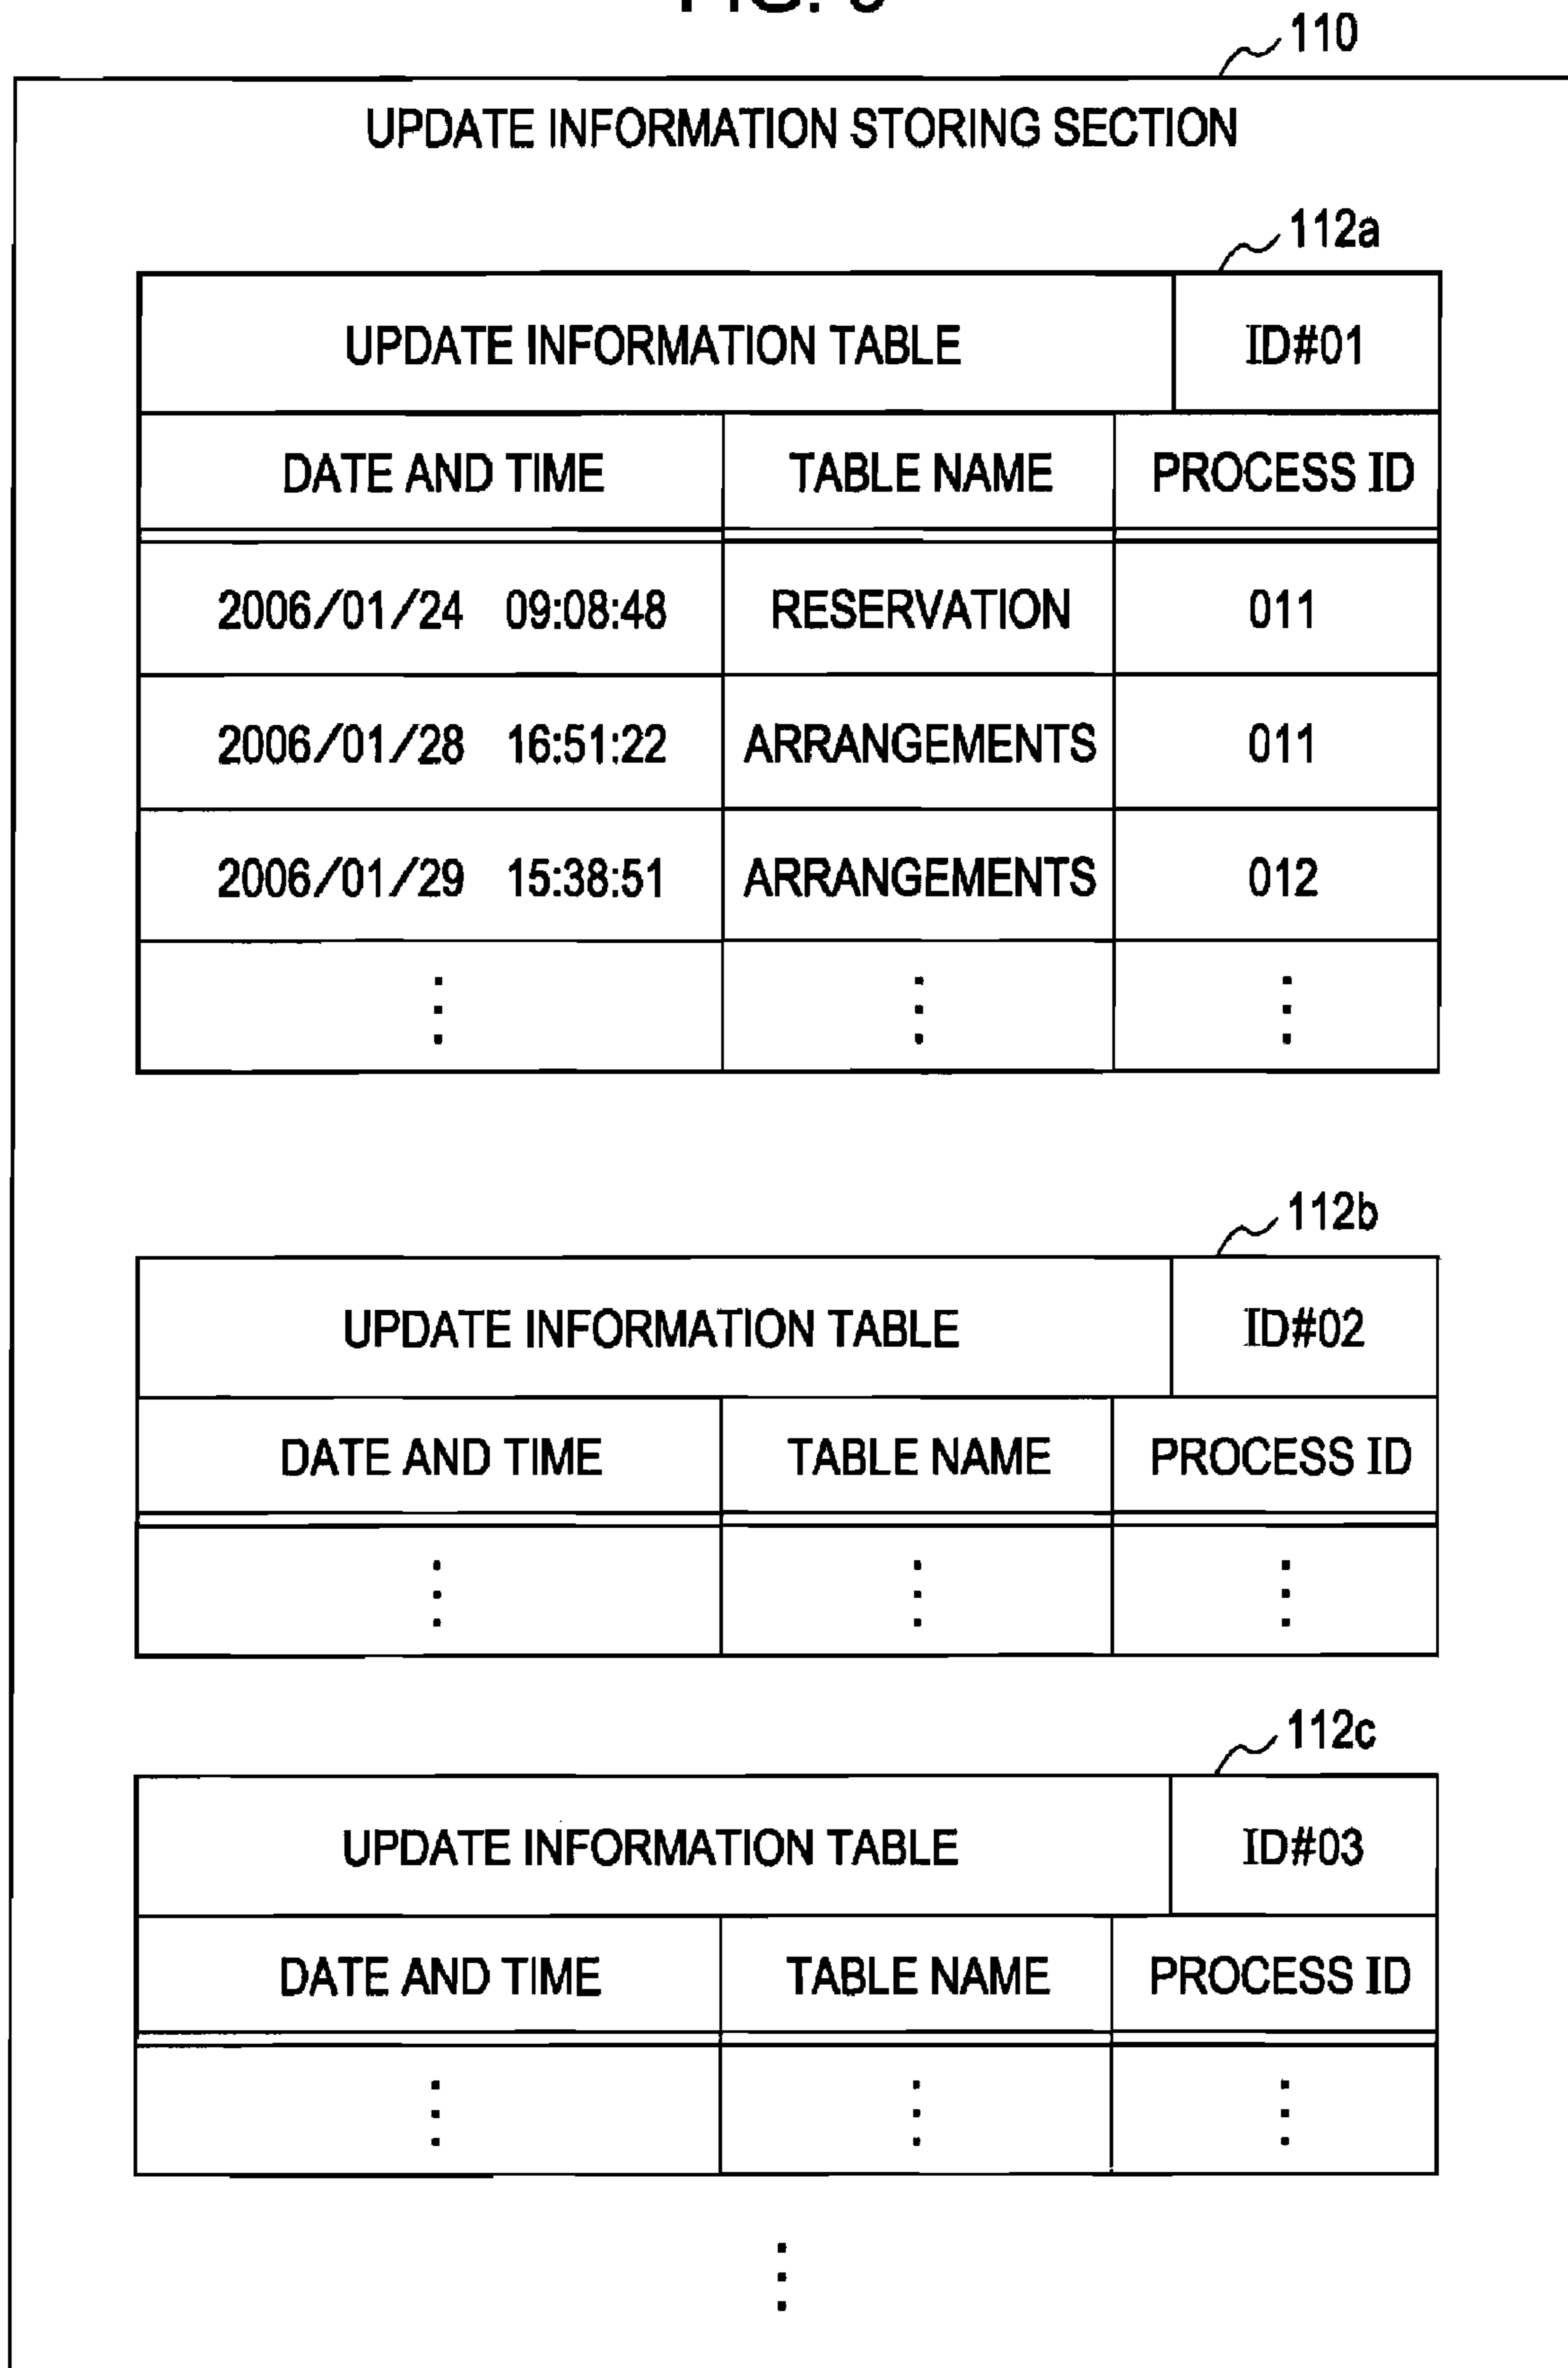 110
UPDATE INFORMATION STORING SECTION
112a
UPDATE INFORMATION TABLE ID#01
DATE AND TIME TABLE NAME PROCESS ID
2006/01/24 09:08:48 RESERVATION 011
2006/01/28 16:51:22 ARRANGEMENTS 011
2006/01/29 15:38:51 ARRANGEMENTS 012
112b
UPDATE INFORMATION TABLE ID#02
DATE AND TIME TABLE NAME PROCESS ID
112c
UPDATE INFORMATION TABLE ID#03
DATE AND TIME TABLE NAME PROCESS ID